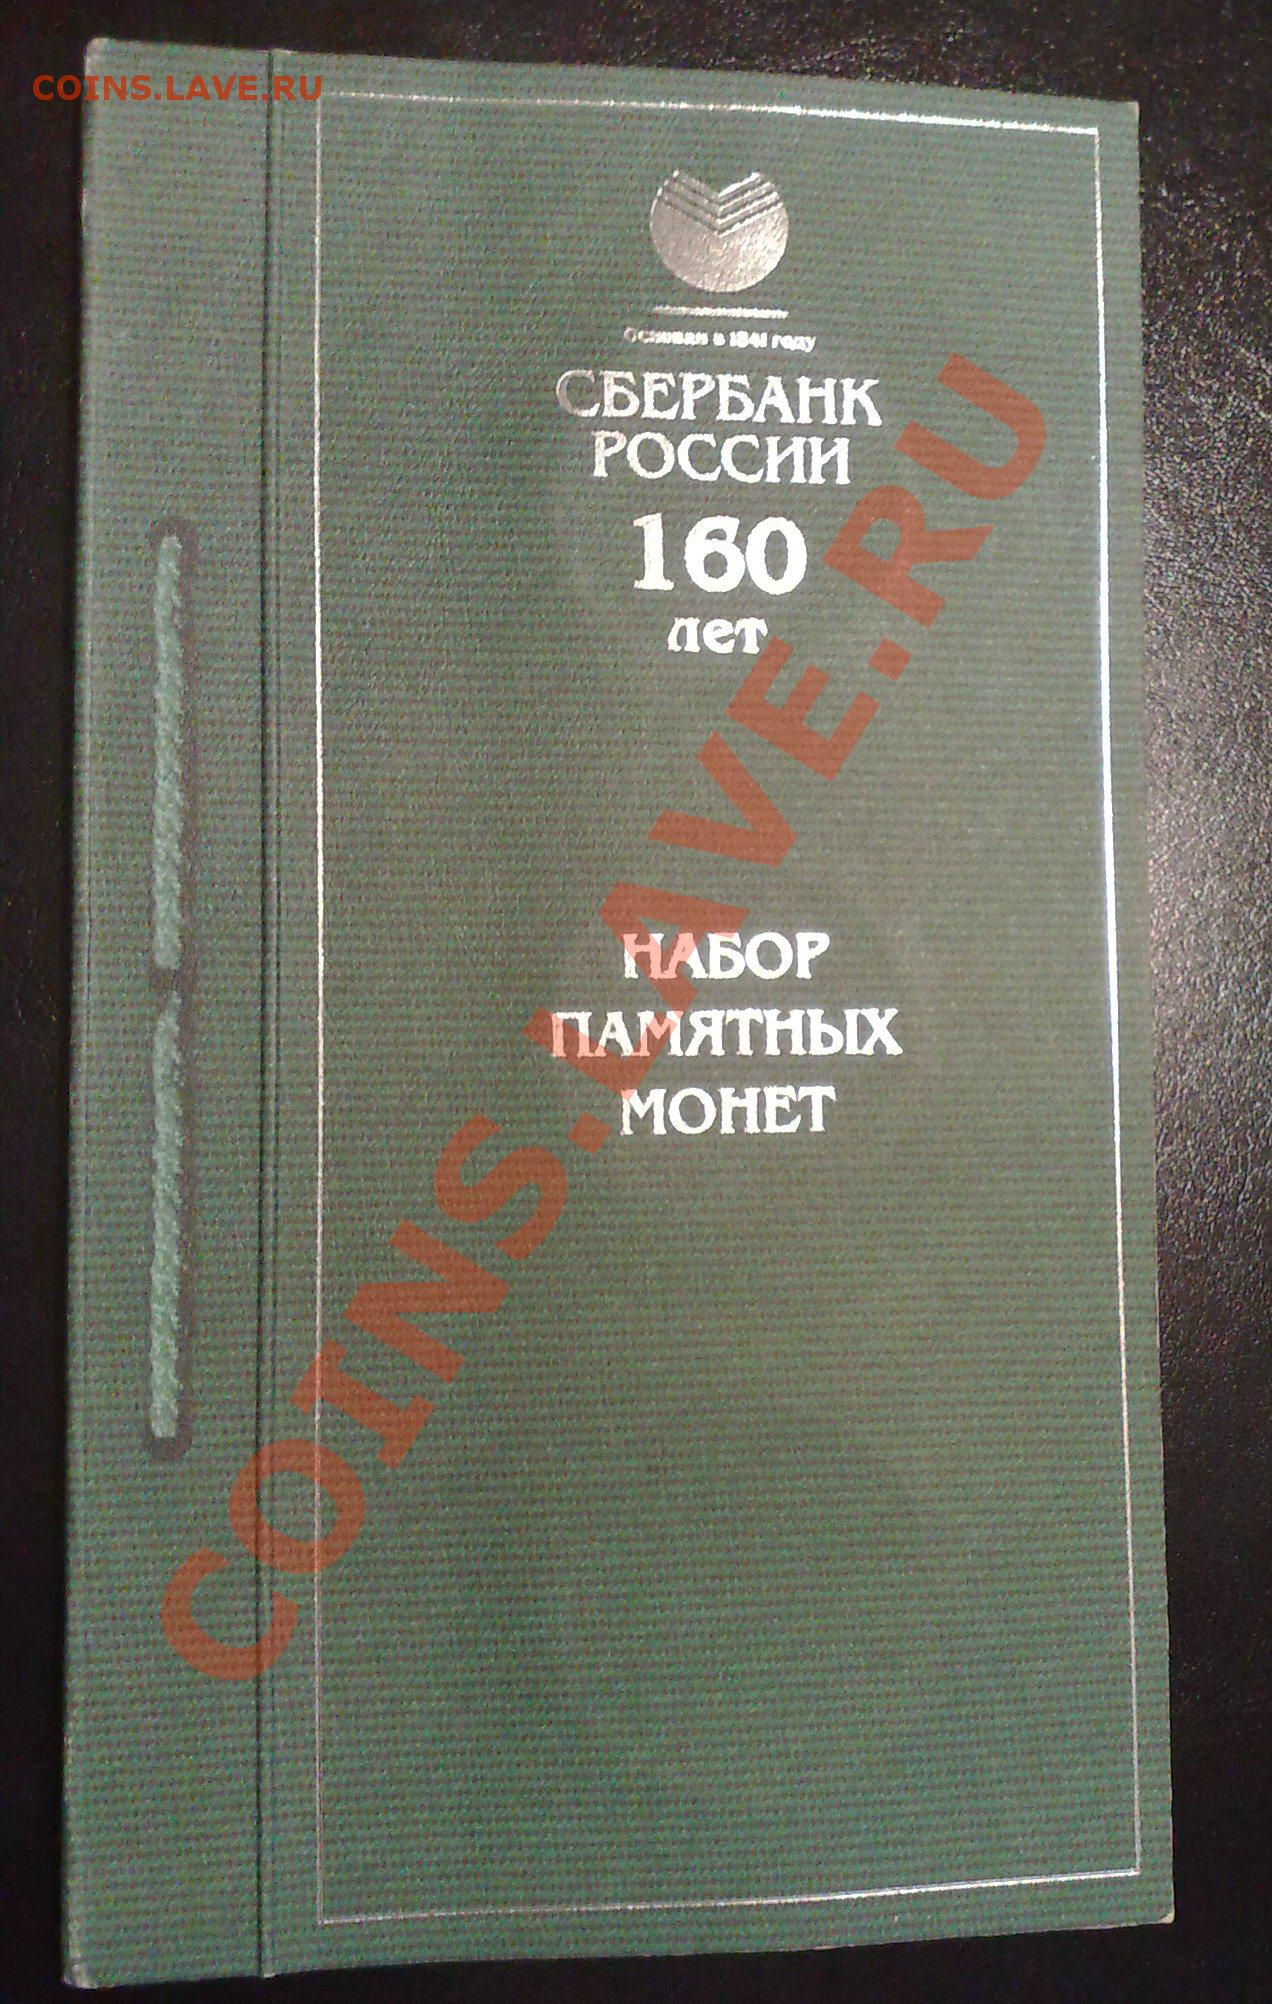 COINS.LAVE.RU
Основан в 1841 году
СБЕРБАНК
РОССИИ
160
лет
НАБОР
ПАМЯТНЫХ
МОНЕТ
COINS.LAVE.RU